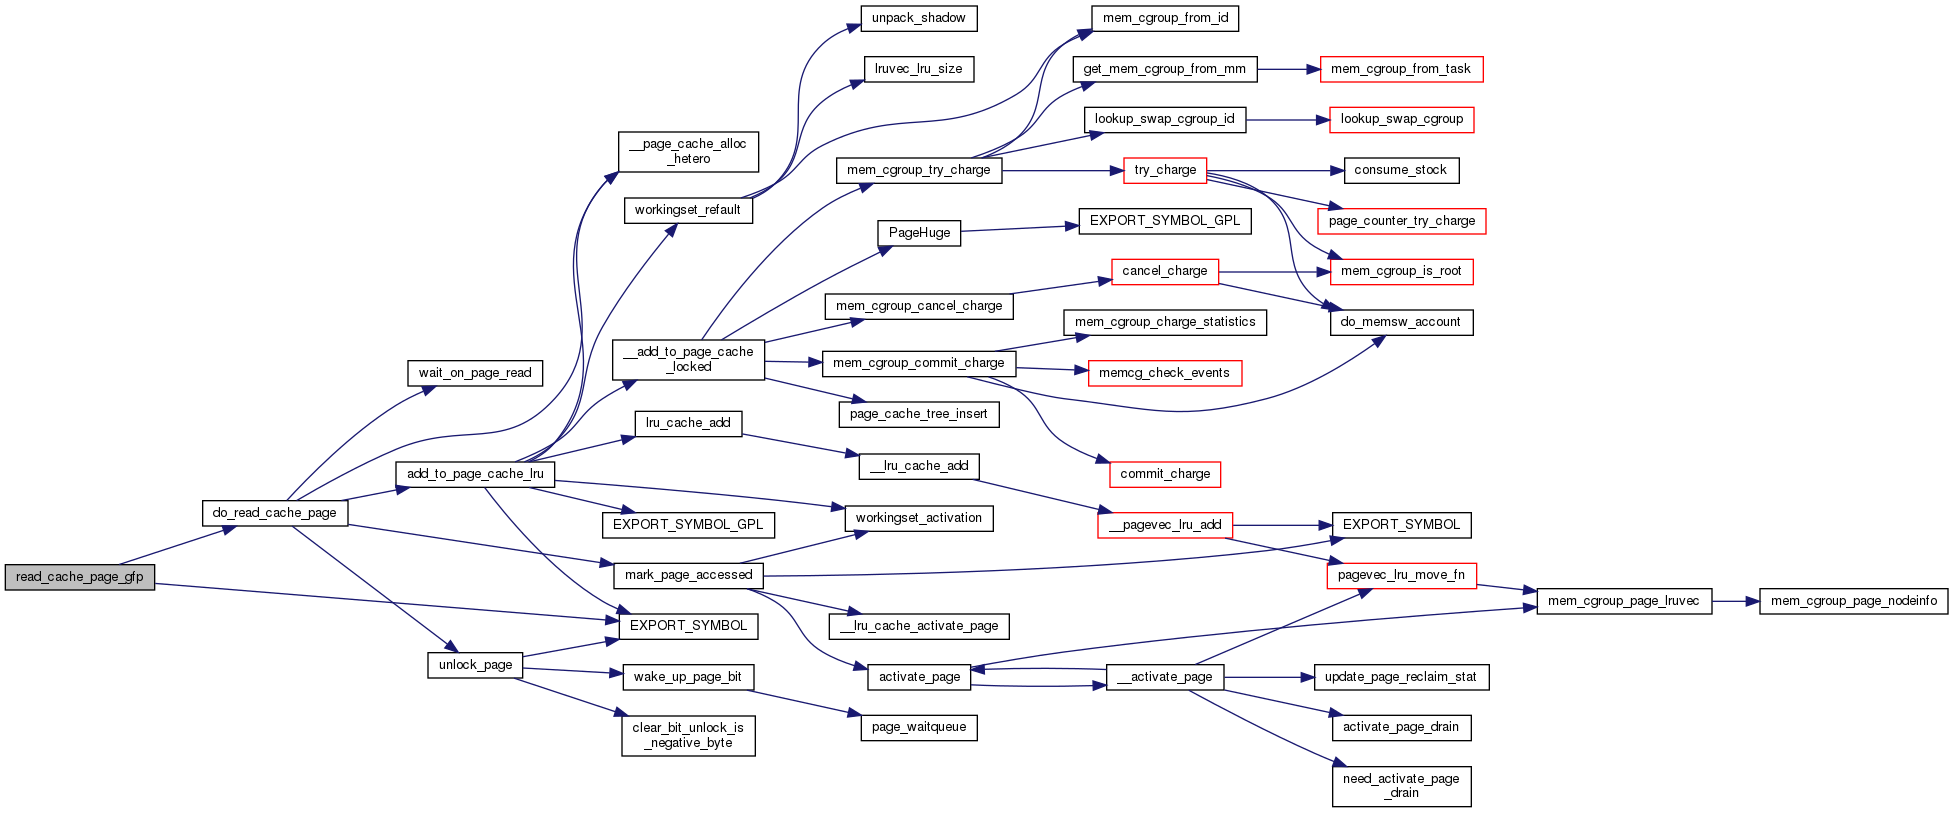 unpack_shadow
mem_cgroup_from_id
lruvec_lru_size
get_mem_cgroup_from_mm
mem_cgroup_from_task
lookup_swap_cgroup_id
lookup_swap_cgroup
__page_cache_alloc
_hetero
mem_cgroup_try_charge
try_charge
consume_stock
workingset_refault
page_counter_try_charge
PageHuge
EXPORT_SYMBOL_GPL
cancel_charge
mem_cgroup_is_root
mem_cgroup_cancel_charge
mem_cgroup_charge_statistics
do_memsw_account
__add_to_page_cache
_locked
mem_cgroup_commit_charge
wait_on_page_read
memcg_check_events
page_cache_tree_insert
lru_cache_add
__lru_cache_add
add_to_page_cache_lru
commit_charge
do_read_cache_page
EXPORT_SYMBOL_GPL
workingset_activation
__pagevec_lru_add
EXPORT_SYMBOL
read_cache_page_gfp
mark_page_accessed
pagevec_lru_move_fn
mem_cgroup_page_lruvec
mem_cgroup_page_nodeinfo
EXPORT_SYMBOL
__lru_cache_activate_page
unlock_page
wake_up_page_bit
activate_page
__activate_page
update_page_reclaim_stat
clear_bit_unlock_is
_negative_byte
page_waitqueue
activate_page_drain
need_activate_page
_drain